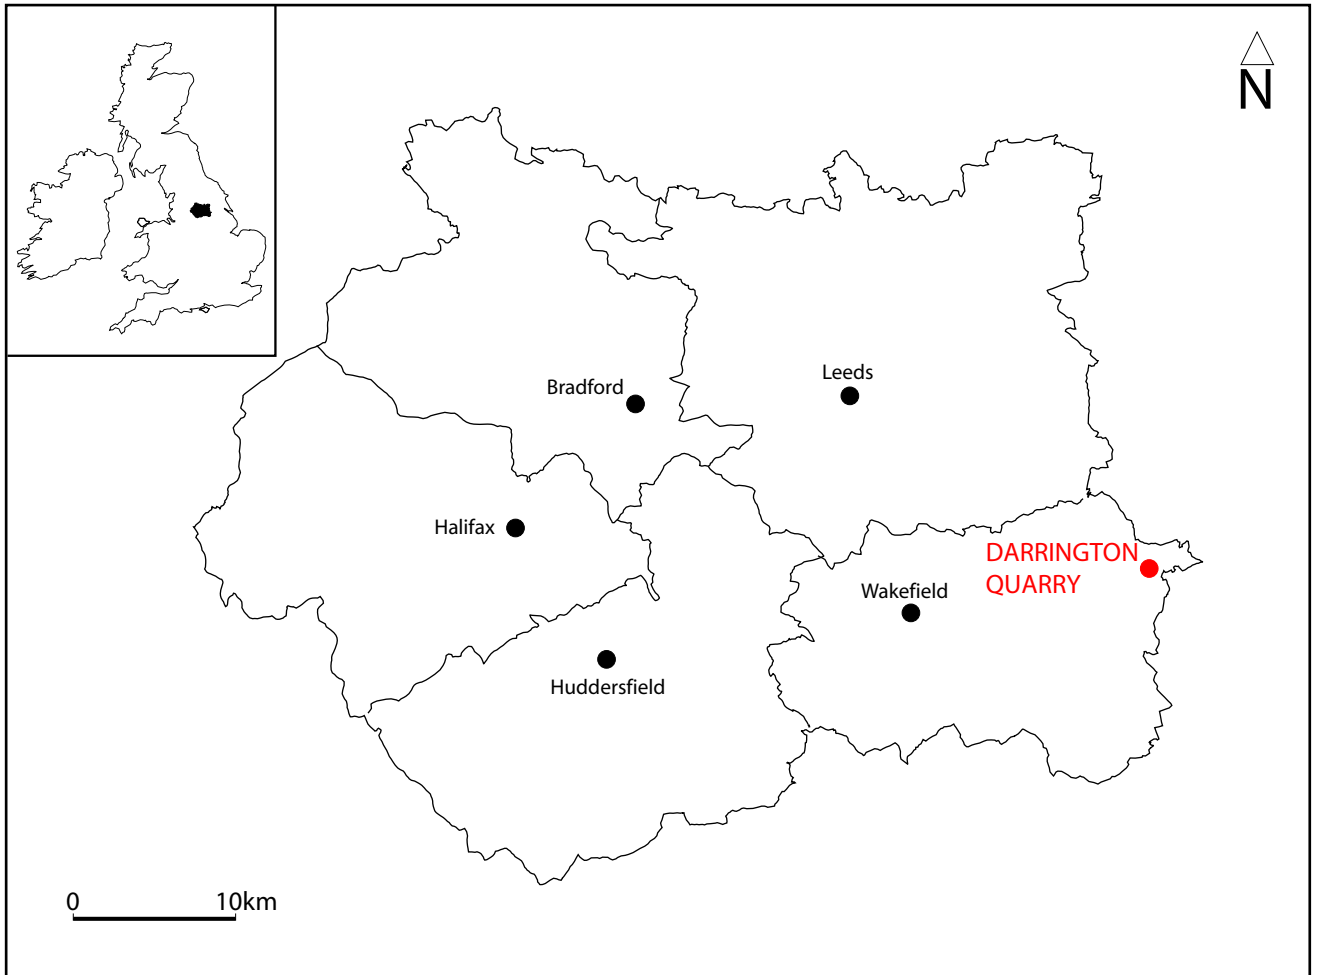 N
Leeds
Bradford
Halifax
DARRINGTON
QUARRY
Wakefield
Huddersfield
0 10km